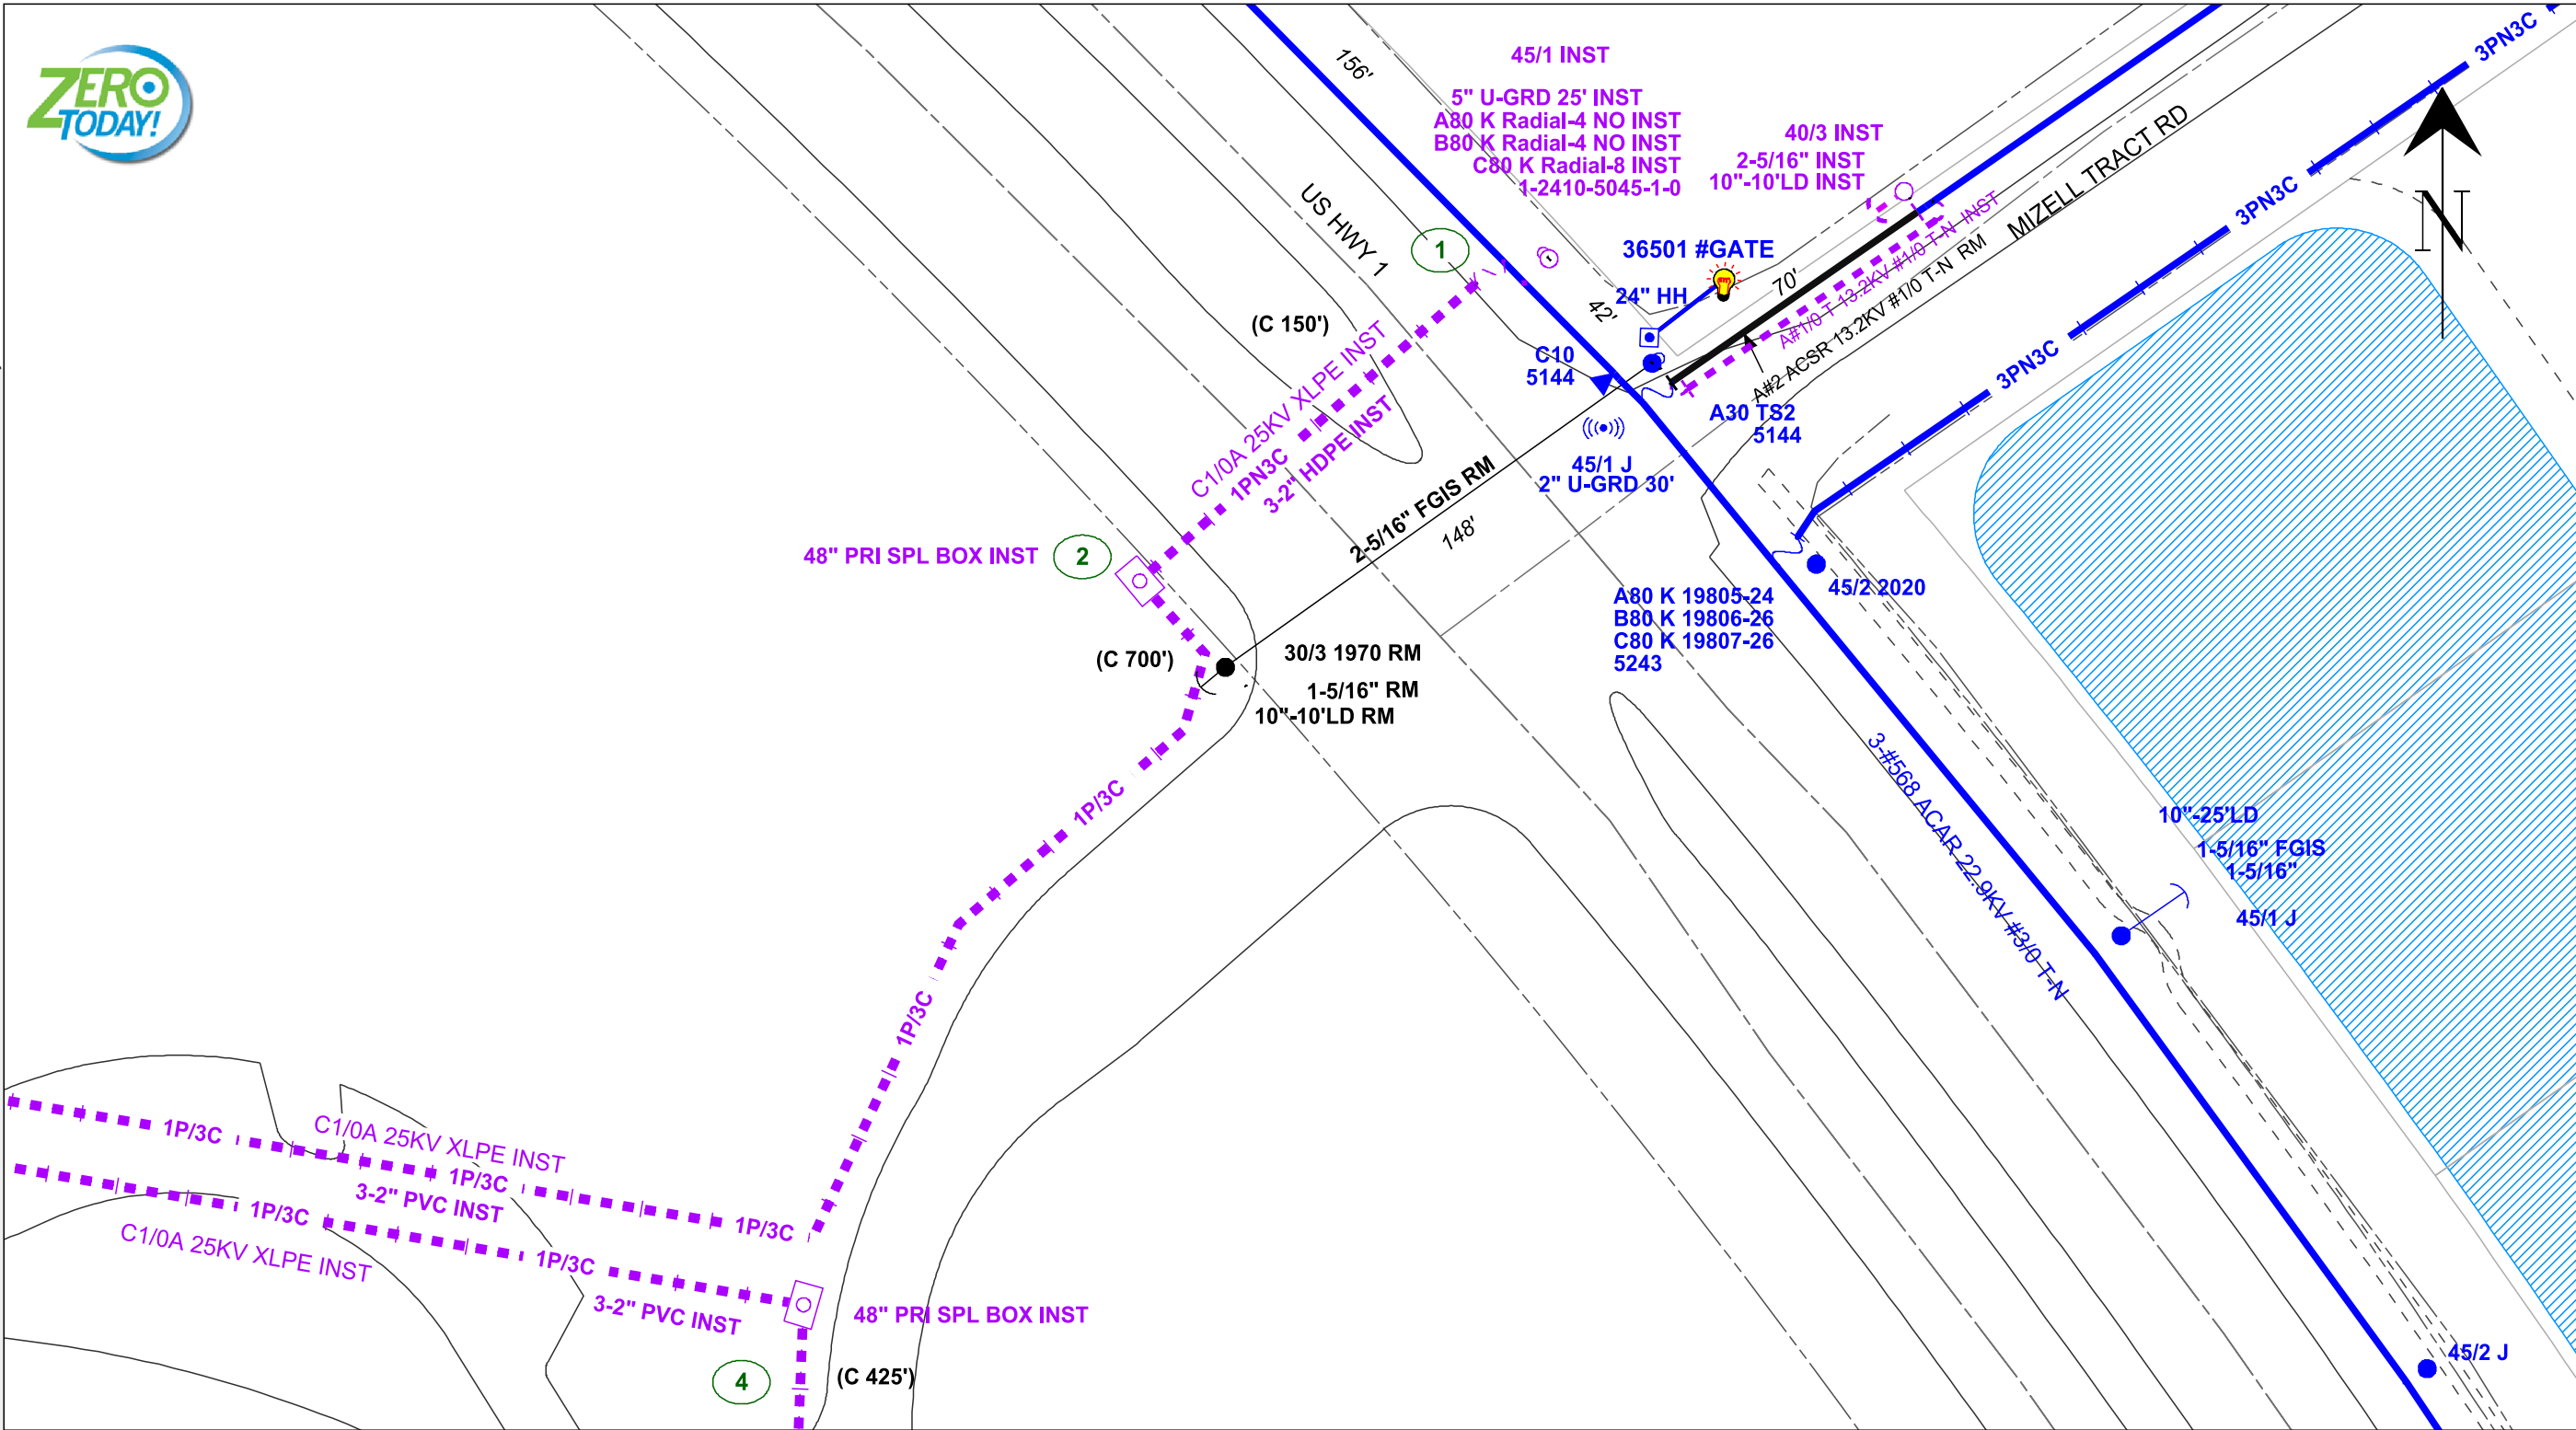 ZERO
TODAY!
156'
45/1 INST
5" U-GRD 25' INST
A80 K Radial-4 NO INST
B80 K Radial-4 NO INST
C80 K Radial-8 INST
1-2410-5045-1-0
40/3 INST
2-5/16" INST
10"-10'LD INST
3PN3C
3PN3C
3PN3C
N
MIZELL TRACT RD
US HWY 1
1
36501 #GATE
24" HH
42'
70'
A#1/0 T 13.2KV #1/0 T-N INST
A#2 ACSR 13.2KV #1/0 T-N RM
(C 150')
C10
5144
A30 TS2
5144
45/1 J
2" U-GRD 30'
C1/0A 25KV XLPE INST
1PN3C
3-2" HDPE INST
2-5/16" FGIS RM
148'
48" PRI SPL BOX INST
2
45/2 2020
A80 K 19805-24
B80 K 19806-26
C80 K 19807-26
5243
(C 700')
30/3 1970 RM
1-5/16" RM
10"-10'LD RM
3-#568 ACAR 22.9KV #3/0 T-N
1P/3C
10"-25'LD
1-5/16" FGIS
1-5/16"
45/1 J
1P/3C
1P/3C
C1/0A 25KV XLPE INST
1P/3C
3-2" PVC INST
1P/3C
1P/3C
C1/0A 25KV XLPE INST
1P/3C
3-2" PVC INST
48" PRI SPL BOX INST
4
(C 425')
45/2 J